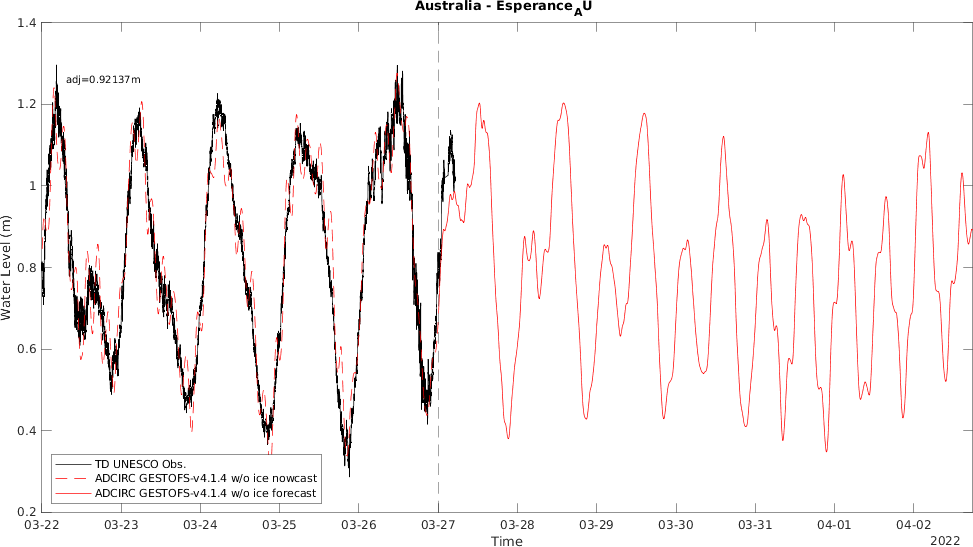 Australia - Esperance_AU
1.4
adj=0.92137m
1.2
1
0.8
0.6
0.4
0.2
Water Level (m)
TD UNESCO Obs.
ADCIRC GESTOFS-v4.1.4 w/o ice nowcast
ADCIRC GESTOFS-v4.1.4 w/o ice forecast
03-22 03-23 03-24 03-25 03-26 03-27 03-28 03-29 03-30 03-31 04-01 04-02
Time
2022